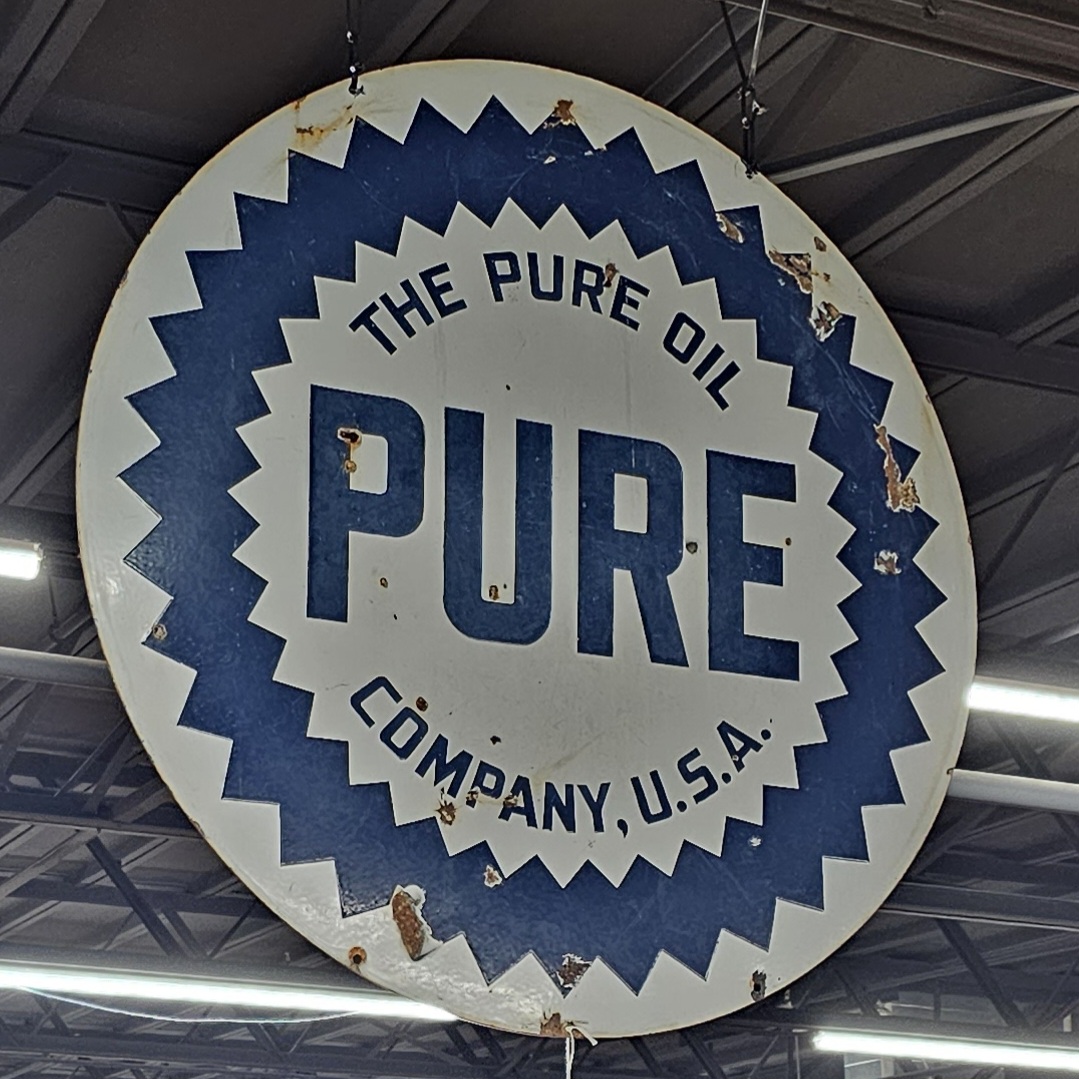 THE PURE OIL
PURE
COMPANY, U.S.A.